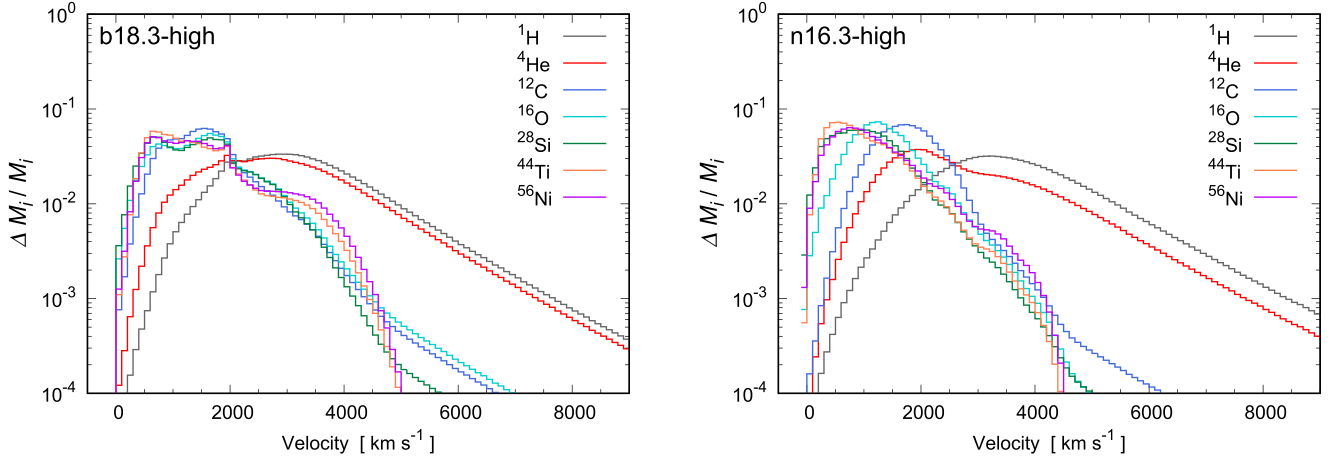 b18.3-high
¹H
⁴He
¹²C
¹⁶O
²⁸Si
⁴⁴Ti
⁵⁶Ni
10⁰
10⁻¹
10⁻²
10⁻³
10⁻⁴
Δ Mᵢ / Mᵢ
0 2000 4000 6000 8000
Velocity [ km s⁻¹ ]
n16.3-high
¹H
⁴He
¹²C
¹⁶O
²⁸Si
⁴⁴Ti
⁵⁶Ni
10⁰
10⁻¹
10⁻²
10⁻³
10⁻⁴
Δ Mᵢ / Mᵢ
0 2000 4000 6000 8000
Velocity [ km s⁻¹ ]